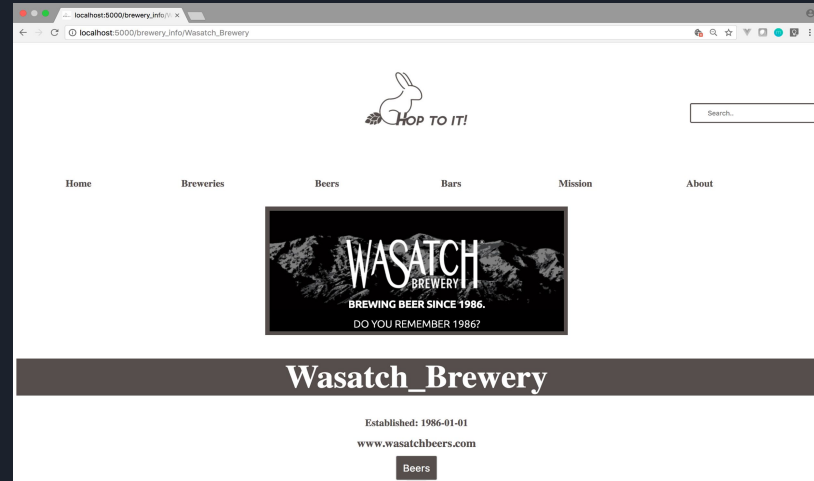 localhost:5000/brewery_info/W
localhost:5000/brewery_info/Wasatch_Brewery
HOP TO IT!
Search..
Home Breweries Beers Bars Mission About
WASATCH
BREWERY
BREWING BEER SINCE 1986.
DO YOU REMEMBER 1986?
Wasatch_Brewery
Established: 1986-01-01
www.wasatchbeers.com
Beers